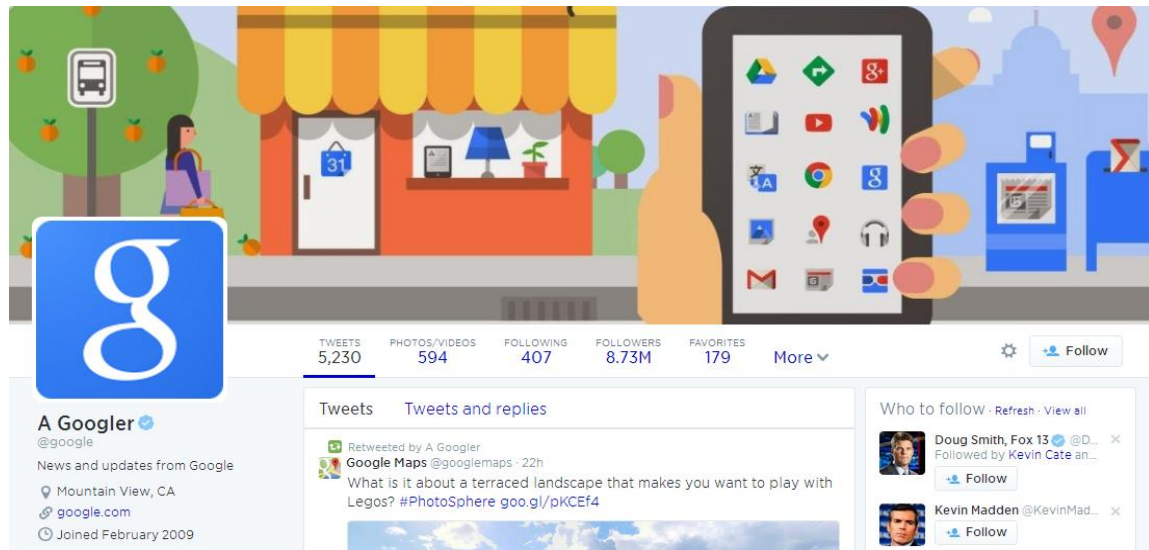 31
8+
A
8
g
TWEETS PHOTOS/VIDEOS FOLLOWING FOLLOWERS FAVORITES
5,230 594 407 8.73M 179 More
Follow
A Googler
@google
News and updates from Google
Mountain View, CA
google.com
Joined February 2009
Tweets Tweets and replies
Retweeted by A Googler
Google Maps @googlemaps · 22h
What is it about a terraced landscape that makes you want to play with
Legos? #PhotoSphere goo.gl/pKCEf4
Who to follow · Refresh · View all
Doug Smith, Fox 13 @D...
Followed by Kevin Cate an...
Follow
Kevin Madden @KevinMad...
Follow